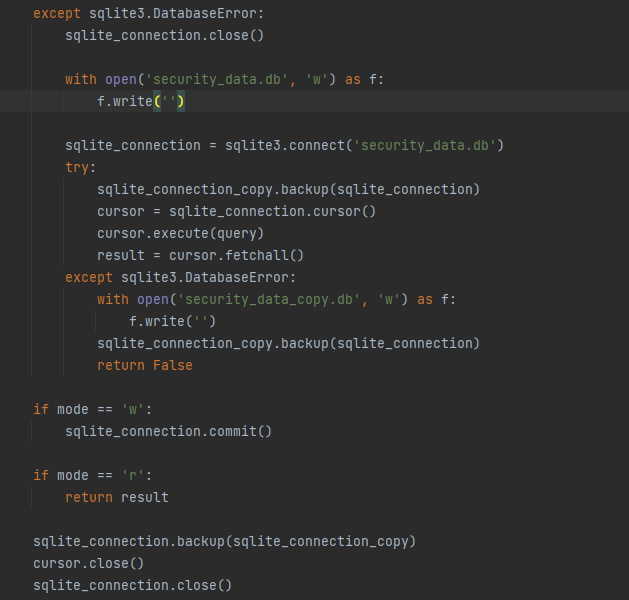 except sqlite3.DatabaseError:
    sqlite_connection.close()

    with open('security_data.db', 'w') as f:
        f.write('')

    sqlite_connection = sqlite3.connect('security_data.db')
    try:
        sqlite_connection_copy.backup(sqlite_connection)
        cursor = sqlite_connection.cursor()
        cursor.execute(query)
        result = cursor.fetchall()
    except sqlite3.DatabaseError:
        with open('security_data_copy.db', 'w') as f:
            f.write('')
        sqlite_connection_copy.backup(sqlite_connection)
        return False

if mode == 'w':
    sqlite_connection.commit()

if mode == 'r':
    return result

sqlite_connection.backup(sqlite_connection_copy)
cursor.close()
sqlite_connection.close()